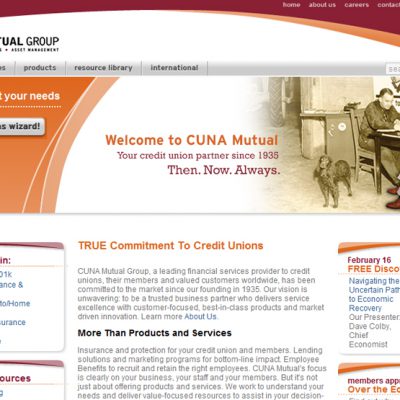 home about us careers contact
TUAL GROUP
ASSET MANAGEMENT
products resource library international
t your needs
s wizard!
Welcome to CUNA Mutual
Your credit union partner since 1935
Then. Now. Always.
in:
01k
ance &
to/Home
surance
TRUE Commitment To Credit Unions
CUNA Mutual Group, a leading financial services provider to credit
unions, their members and valued customers worldwide, has been
committed to the market since our founding in 1935. Our vision is
unwavering: to be a trusted business partner who delivers service
excellence with customer-focused, best-in-class products and market
driven innovation. Learn more About Us.
More Than Products and Services
Insurance and protection for your credit union and members. Lending
solutions and marketing programs for bottom-line impact. Employee
Benefits to recruit and retain the right employees. CUNA Mutual's focus
is clearly on your business, your staff and your members. But it's not
just about offering products and services. We work to understand your
needs and deliver value-focused resources to assist in your decision-
ources
g
February 16
FREE Disco
Navigating the
Uncertain Path
to Economic
Recovery
Our Presenter:
Dave Colby,
Chief
Economist
members appr
Over the Ed